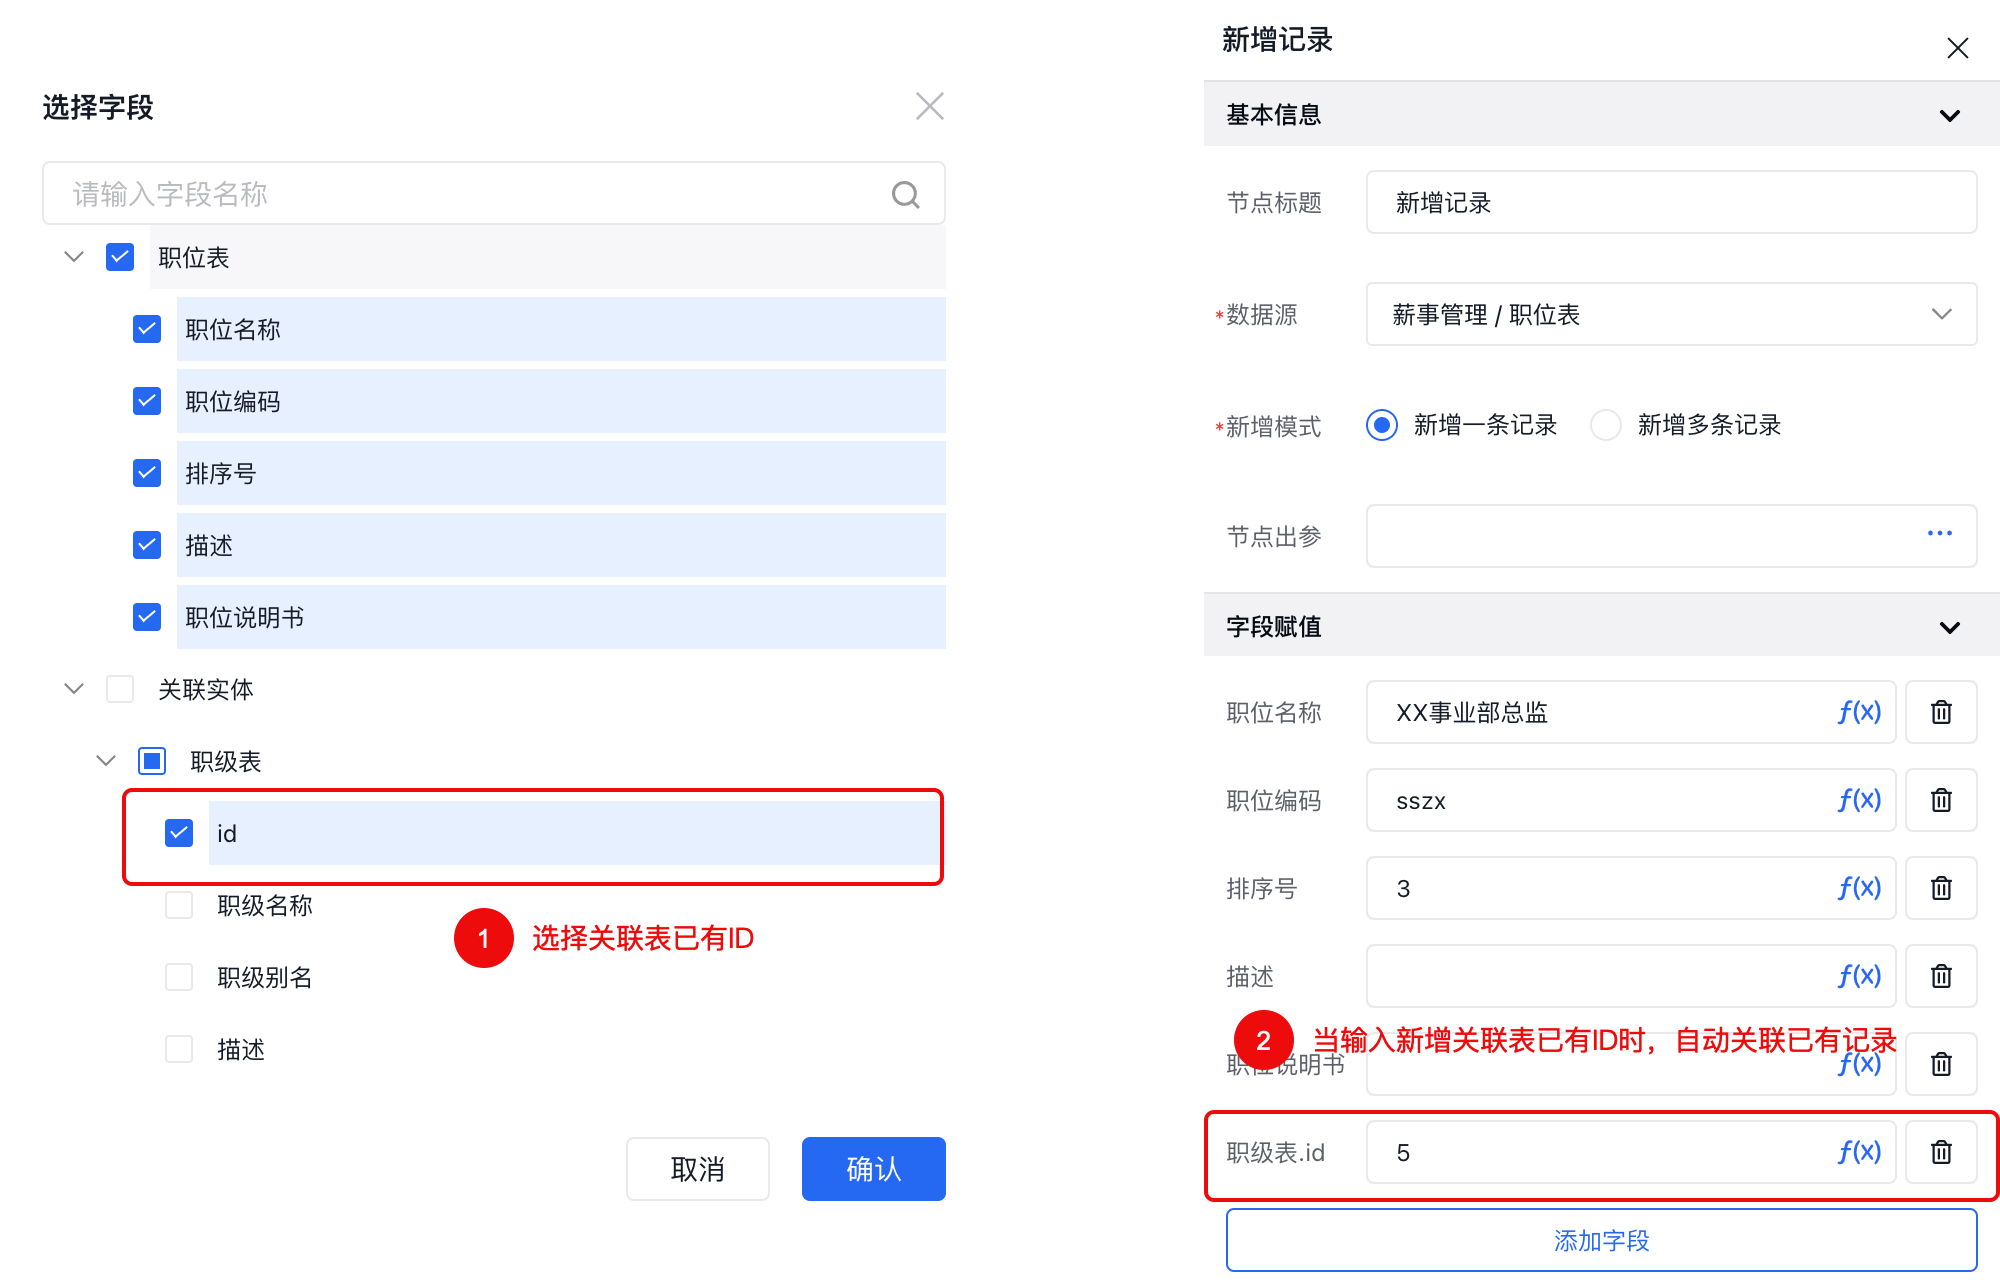 选择字段
请输入字段名称
职位表
职位名称
职位编码
排序号
描述
职位说明书
关联实体
职级表
id
职级名称
1 选择关联表已有ID
职级别名
描述
取消 确认
新增记录
基本信息
节点标题 新增记录
*数据源 薪事管理 / 职位表
*新增模式 新增一条记录 新增多条记录
节点出参 ···
字段赋值
职位名称 XX事业部总监 f(x)
职位编码 sszx f(x)
排序号 3 f(x)
描述 f(x)
2 当输入新增关联表已有ID时，自动关联已有记录
职位说明书 f(x)
职级表.id 5 f(x)
添加字段